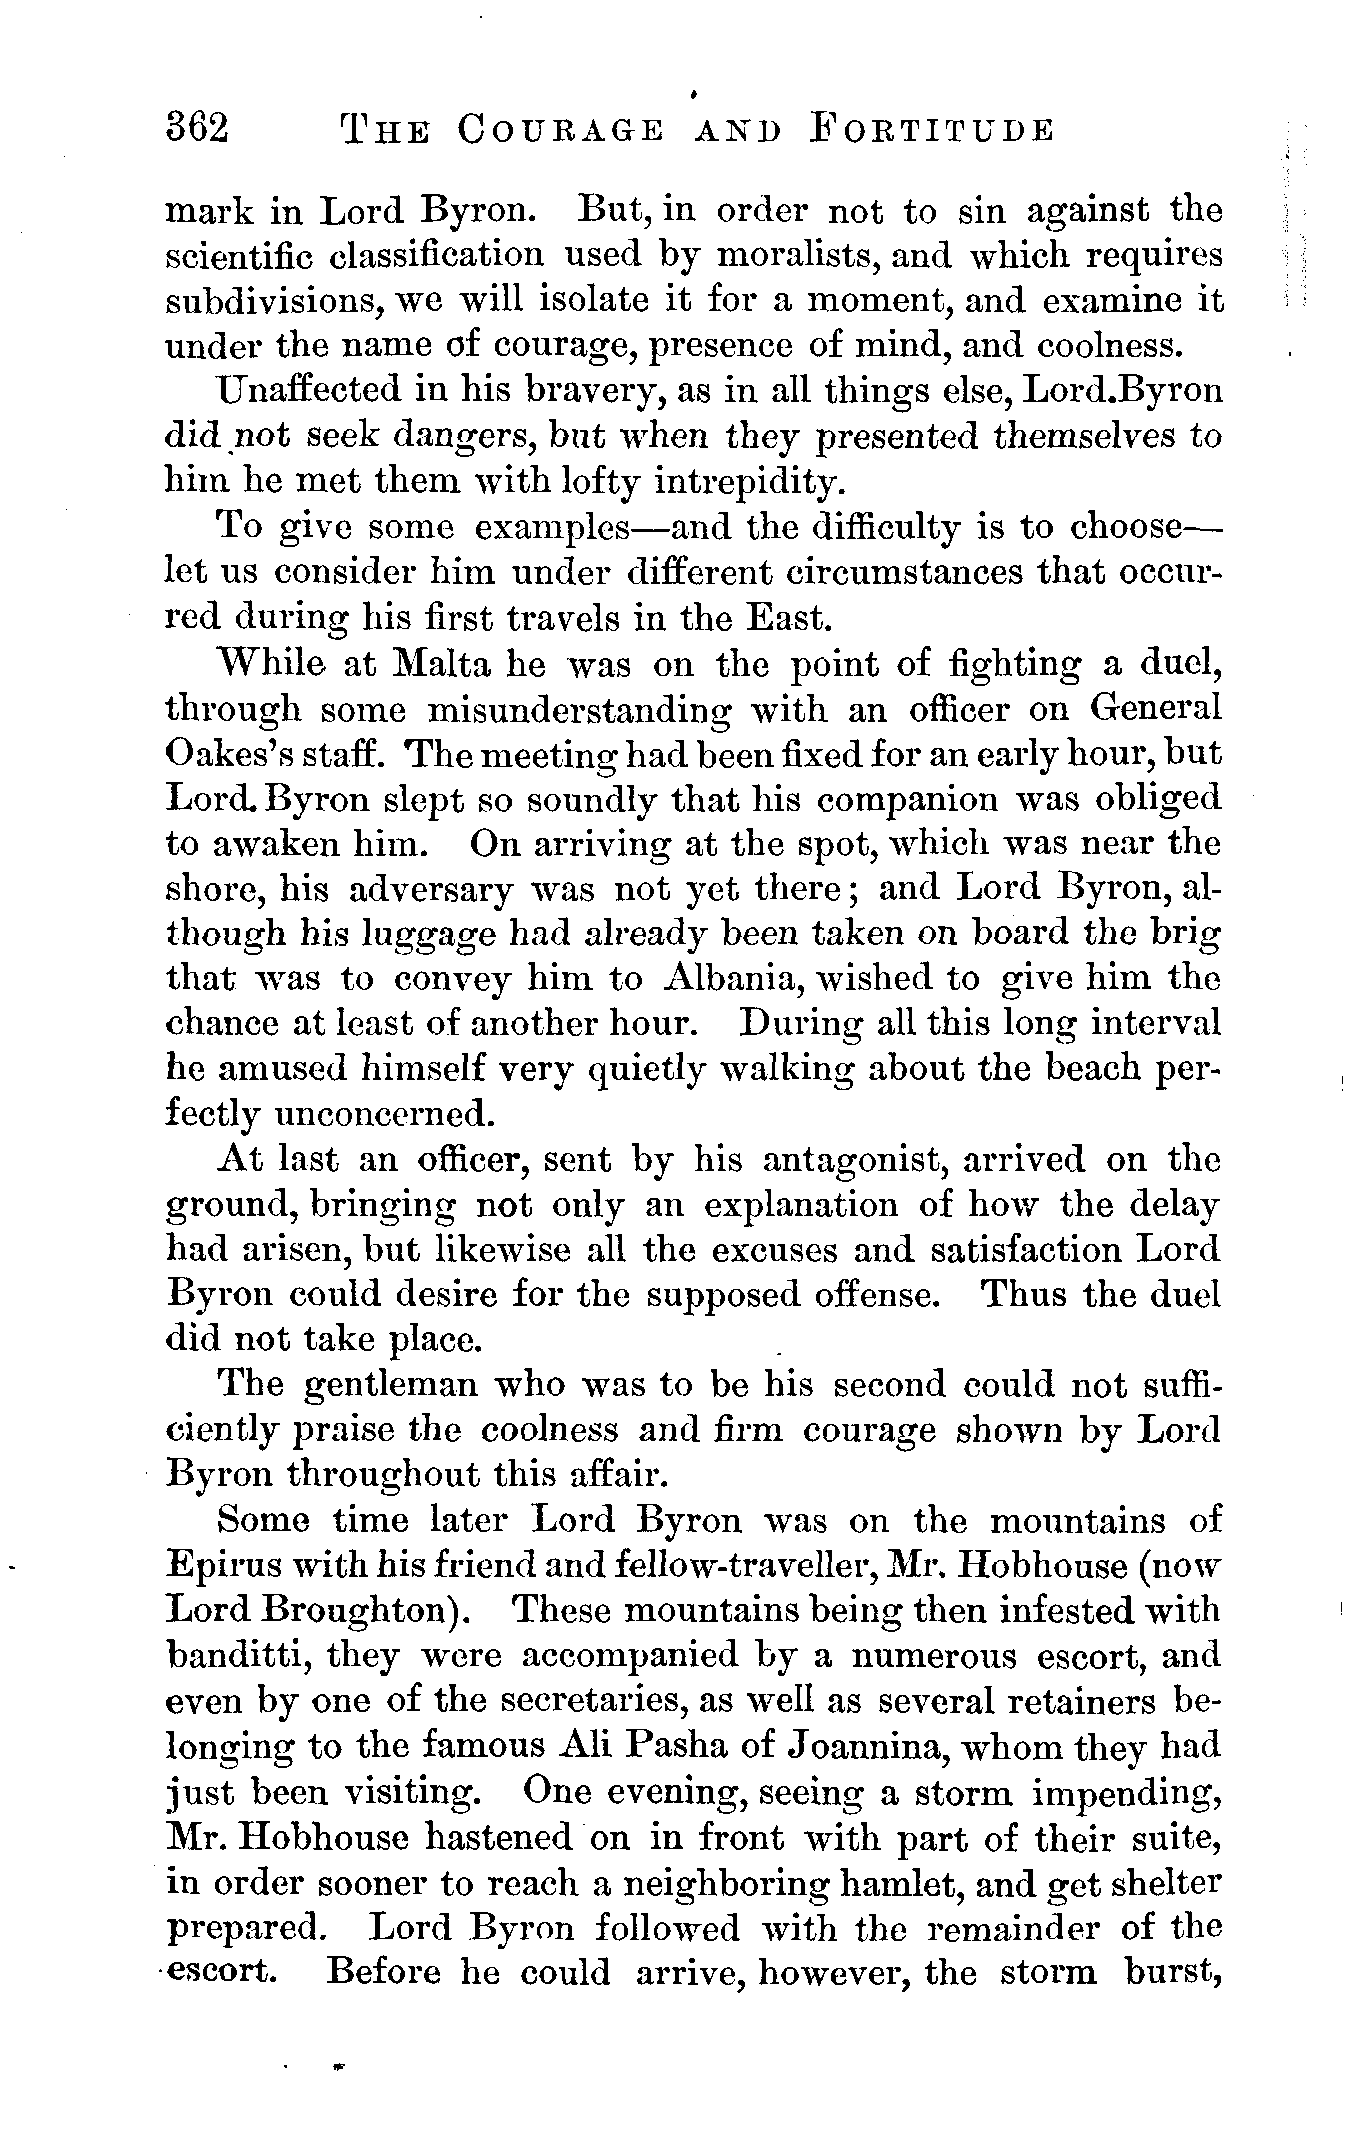 362 THE COURAGE AND FORTITUDE
mark in Lord Byron. But, in order not to sin against the
scientific classification used by moralists, and which requires
subdivisions, we will isolate it for a moment, and examine it
under the name of courage, presence of mind, and coolness.
Unaffected in his bravery, as in all things else, Lord Byron
did not seek dangers, but when they presented themselves to
him he met them with lofty intrepidity.
To give some examples—and the difficulty is to choose—
let us consider him under different circumstances that occur-
red during his first travels in the East.
While at Malta he was on the point of fighting a duel,
through some misunderstanding with an officer on General
Oakes's staff. The meeting had been fixed for an early hour, but
Lord Byron slept so soundly that his companion was obliged
to awaken him. On arriving at the spot, which was near the
shore, his adversary was not yet there; and Lord Byron, al-
though his luggage had already been taken on board the brig
that was to convey him to Albania, wished to give him the
chance at least of another hour. During all this long interval
he amused himself very quietly walking about the beach per-
fectly unconcerned.
At last an officer, sent by his antagonist, arrived on the
ground, bringing not only an explanation of how the delay
had arisen, but likewise all the excuses and satisfaction Lord
Byron could desire for the supposed offense. Thus the duel
did not take place.
The gentleman who was to be his second could not suffi-
ciently praise the coolness and firm courage shown by Lord
Byron throughout this affair.
Some time later Lord Byron was on the mountains of
Epirus with his friend and fellow-traveller, Mr. Hobhouse (now
Lord Broughton). These mountains being then infested with
banditti, they were accompanied by a numerous escort, and
even by one of the secretaries, as well as several retainers be-
longing to the famous Ali Pasha of Joannina, whom they had
just been visiting. One evening, seeing a storm impending,
Mr. Hobhouse hastened on in front with part of their suite,
in order sooner to reach a neighboring hamlet, and get shelter
prepared. Lord Byron followed with the remainder of the
escort. Before he could arrive, however, the storm burst,